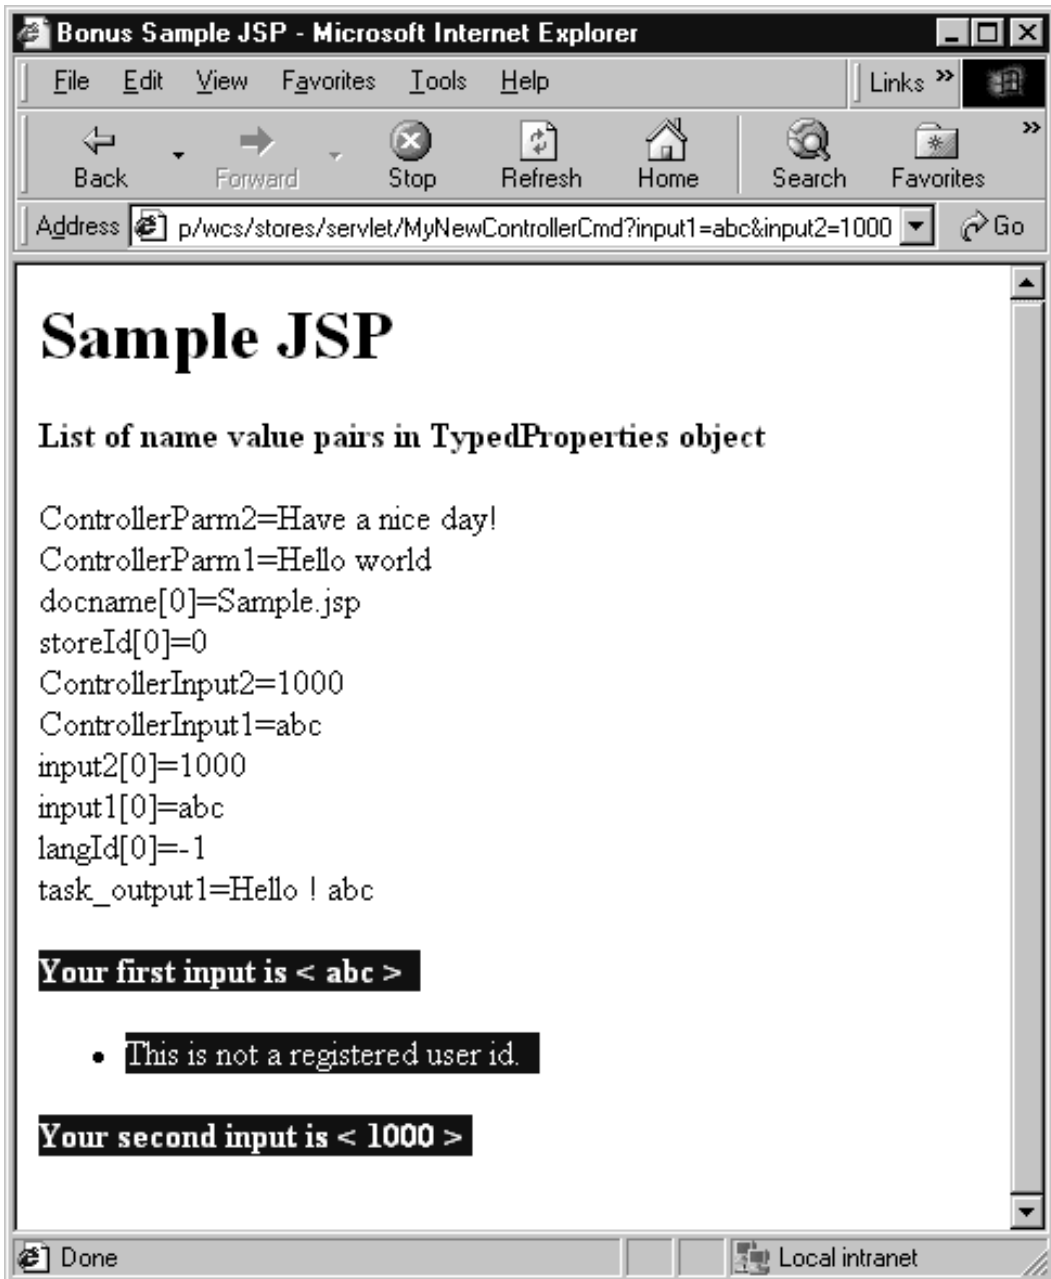 Bonus Sample JSP - Microsoft Internet Explorer
File Edit View Favorites Tools Help Links »
Back Forward Stop Refresh Home Search Favorites »
Address p/wcs/stores/servlet/MyNewControllerCmd?input1=abc&input2=1000 Go
Sample JSP
List of name value pairs in TypedProperties object
ControllerParm2=Have a nice day!
ControllerParm1=Hello world
docname[0]=Sample.jsp
storeId[0]=0
ControllerInput2=1000
ControllerInput1=abc
input2[0]=1000
input1[0]=abc
langId[0]=-1
task_output1=Hello ! abc
Your first input is < abc >
• This is not a registered user id.
Your second input is < 1000 >
Done Local intranet